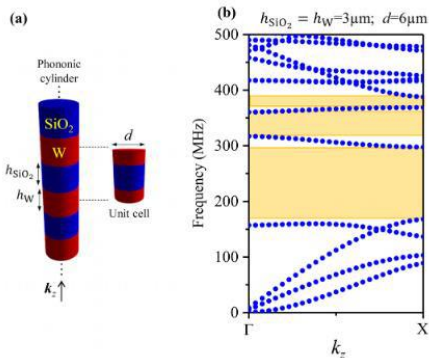 (a)
Phononic
cylinder
SiO₂
W
d
h_SiO₂
h_W
Unit cell
k_z
(b)
h_SiO₂ = h_W=3μm; d=6μm
Frequency (MHz)
500
400
300
200
100
0
Γ
X
k_z